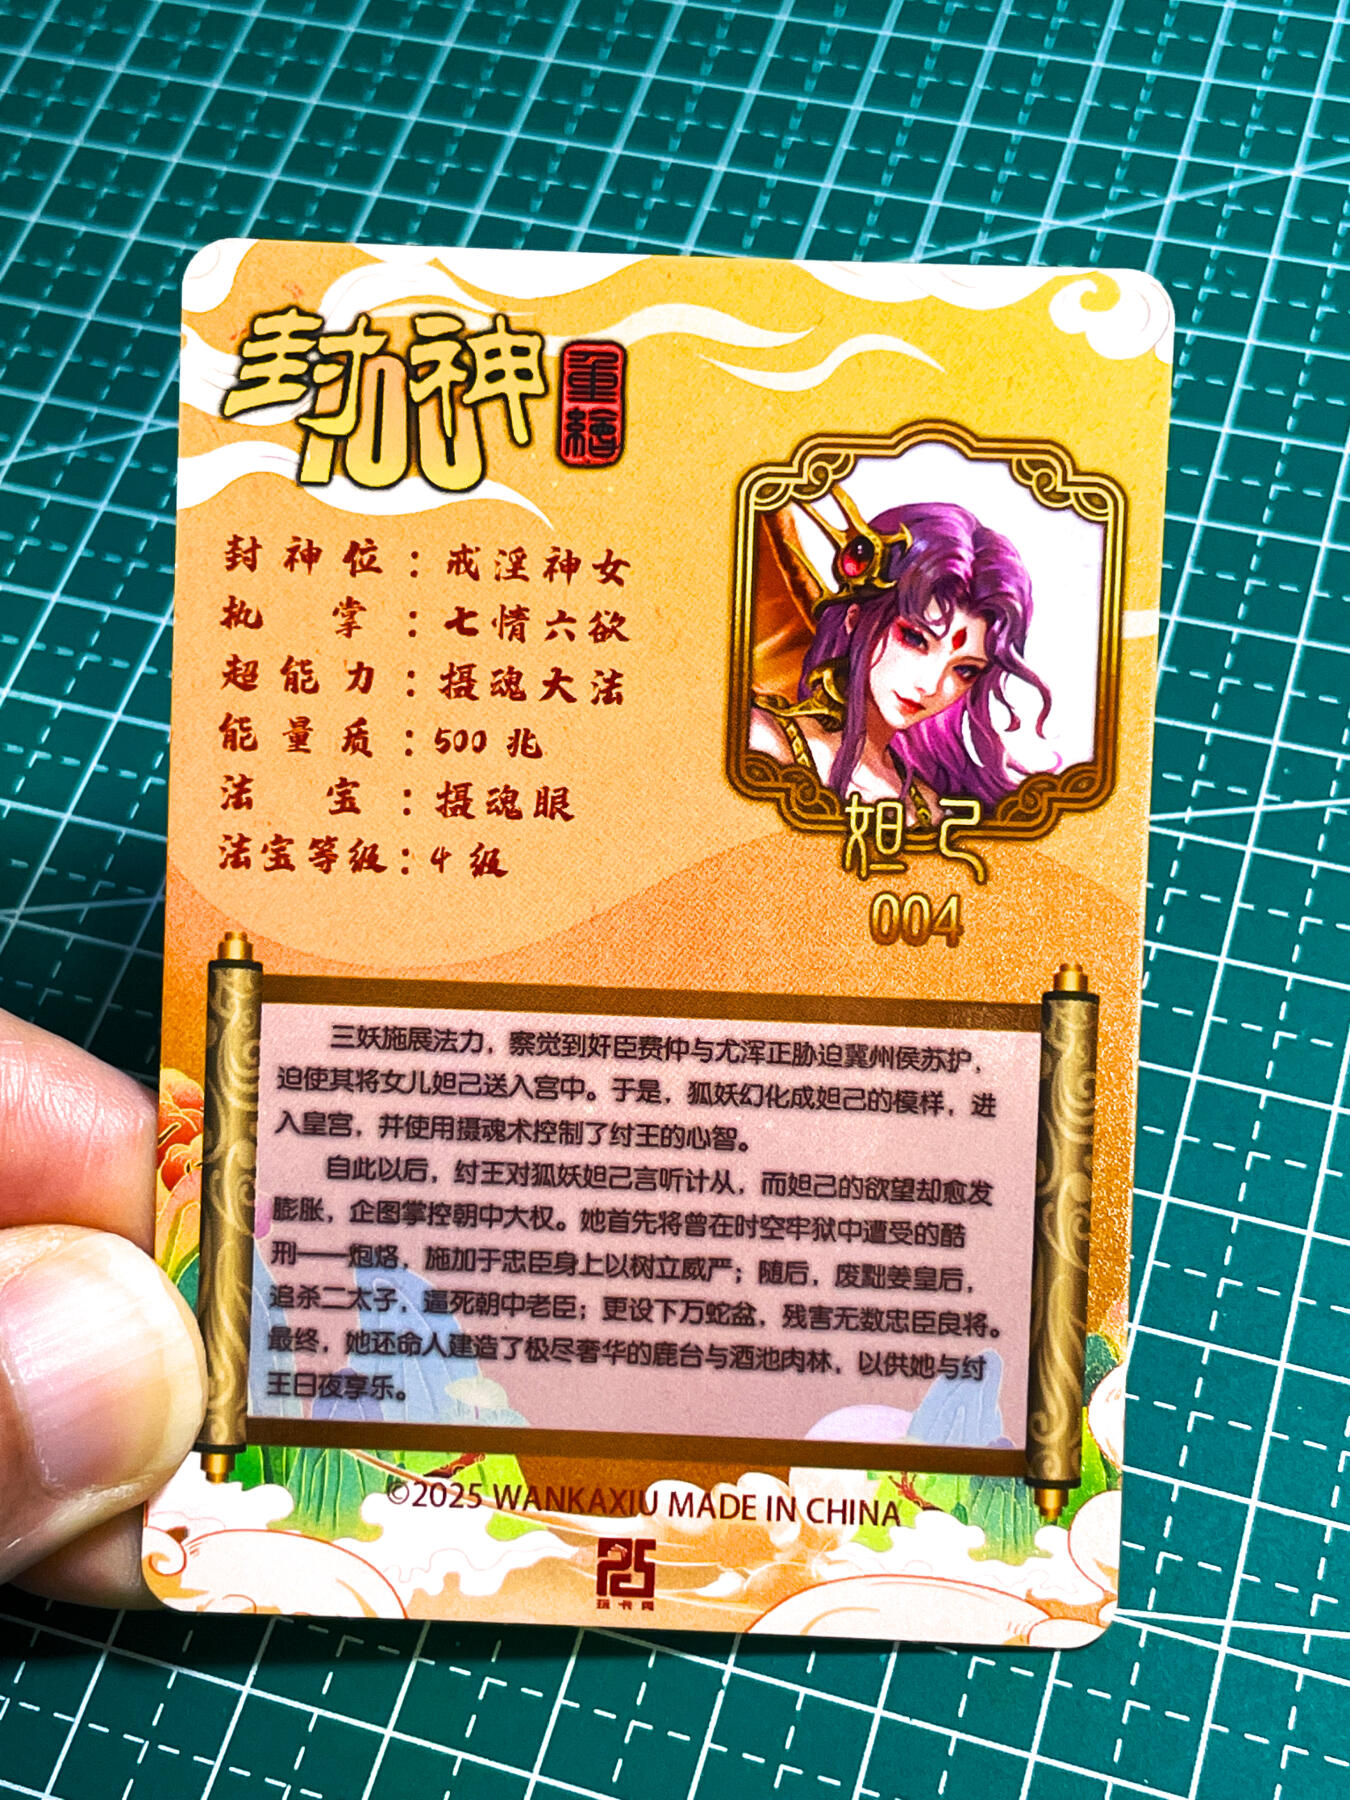 封神
100
重繪
封神位：戒淫神女
执掌：七情六欲
超能力：摄魂大法
能量质：500 兆
法宝：摄魂眼
法宝等级：4 级
妲己
004
三妖施展法力，察觉到奸臣费仲与尤浑正胁迫冀州侯苏护，
迫使其将女儿妲己送入宫中。于是，狐妖幻化成妲己的模样，进
入皇宫，并使用摄魂术控制了纣王的心智。
自此以后，纣王对狐妖妲己言听计从，而妲己的欲望却愈发
膨胀，企图掌控朝中大权。她首先将曾在时空牢狱中遭受的酷
刑——炮烙，施加于忠臣身上以树立威严；随后，废黜姜皇后，
追杀二太子，逼死朝中老臣；更设下万蛇盆，残害无数忠臣良将。
最终，她还命人建造了极尽奢华的鹿台与酒池肉林，以供她与纣
王日夜享乐。
©2025 WANKAXIU MADE IN CHINA
玩卡秀